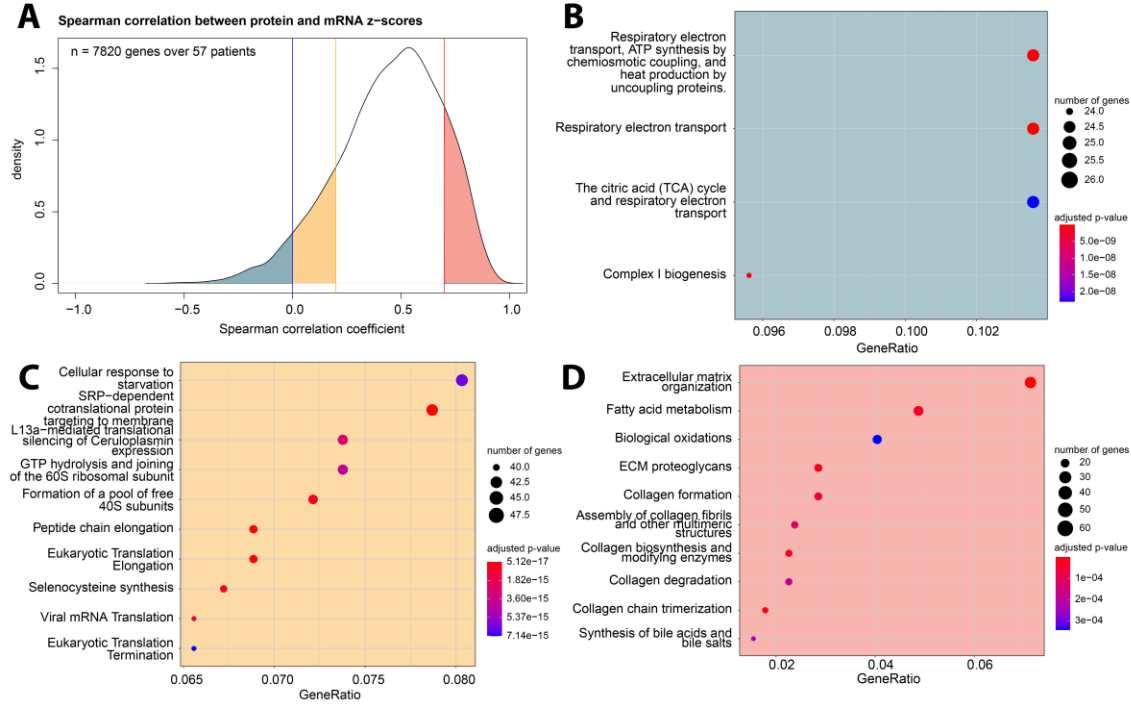 A
Spearman correlation between protein and mRNA z-scores
n = 7820 genes over 57 patients
density
0.0
0.5
1.0
1.5
−1.0
−0.5
0.0
0.5
1.0
Spearman correlation coefficient
B
Respiratory electron
transport, ATP synthesis by
chemiosmotic coupling, and
heat production by
uncoupling proteins.
Respiratory electron transport
The citric acid (TCA) cycle
and respiratory electron
transport
Complex I biogenesis
0.096
0.098
0.100
0.102
GeneRatio
number of genes
24.0
24.5
25.0
25.5
26.0
adjusted p-value
5.0e−09
1.0e−08
1.5e−08
2.0e−08
C
Cellular response to
starvation
SRP-dependent
cotranslational protein
targeting to membrane
L13a-mediated translational
silencing of Ceruloplasmin
expression
GTP hydrolysis and joining
of the 60S ribosomal subunit
Formation of a pool of free
40S subunits
Peptide chain elongation
Eukaryotic Translation
Elongation
Selenocysteine synthesis
Viral mRNA Translation
Eukaryotic Translation
Termination
0.065
0.070
0.075
0.080
GeneRatio
number of genes
40.0
42.5
45.0
47.5
adjusted p-value
5.12e−17
1.82e−15
3.60e−15
5.37e−15
7.14e−15
D
Extracellular matrix
organization
Fatty acid metabolism
Biological oxidations
ECM proteoglycans
Collagen formation
Assembly of collagen fibrils
and other multimeric
structures
Collagen biosynthesis and
modifying enzymes
Collagen degradation
Collagen chain trimerization
Synthesis of bile acids and
bile salts
0.02
0.04
0.06
GeneRatio
number of genes
20
30
40
50
60
adjusted p-value
1e−04
2e−04
3e−04